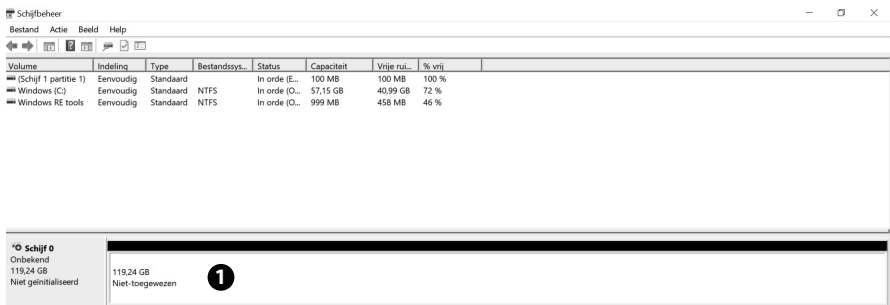 Schijfbeheer
Bestand Actie Beeld Help
Volume Indeling Type Bestandssys... Status Capaciteit Vrije rui... % vrij
(Schijf 1 partitie 1) Eenvoudig Standaard In orde (E... 100 MB 100 MB 100 %
Windows (C:) Eenvoudig Standaard NTFS In orde (O... 57,15 GB 40,99 GB 72 %
Windows RE tools Eenvoudig Standaard NTFS In orde (O... 999 MB 458 MB 46 %
Schijf 0
Onbekend
119,24 GB
Niet geïnitialiseerd
119,24 GB
Niet-toegewezen
1